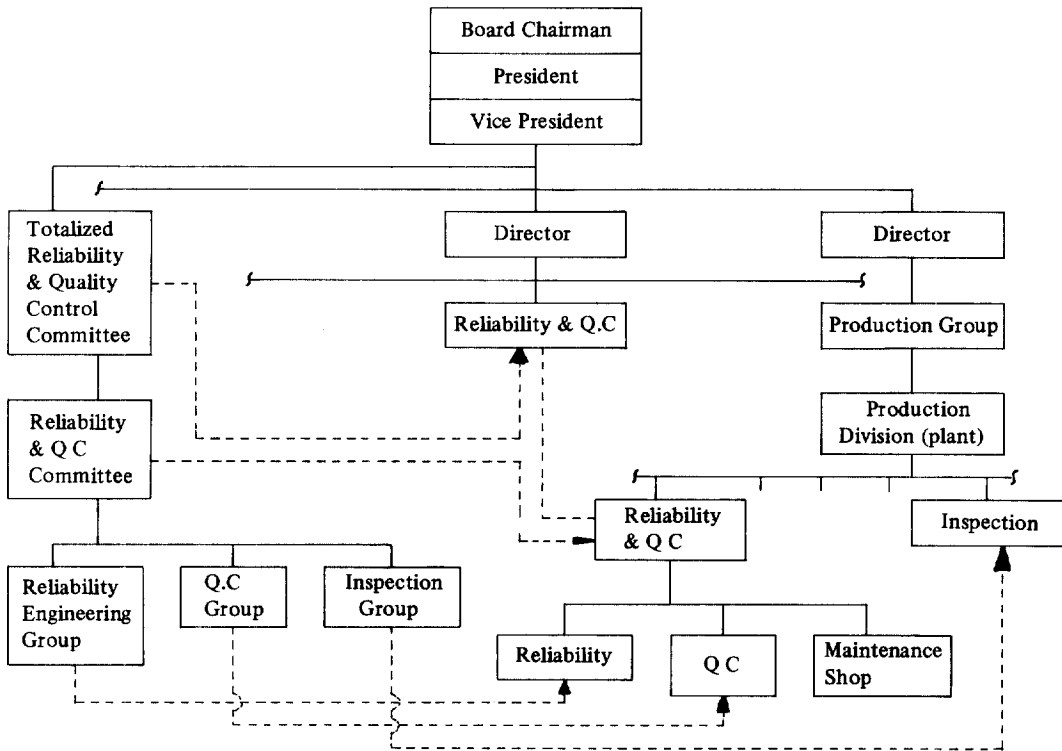 Board Chairman
President
Vice President
Totalized
Reliability
& Quality
Control
Committee
Director
Director
Reliability & Q.C
Production Group
Reliability
& Q C
Committee
Production
Division (plant)
Reliability
& Q C
Inspection
Reliability
Engineering
Group
Q.C
Group
Inspection
Group
Reliability
Q C
Maintenance
Shop